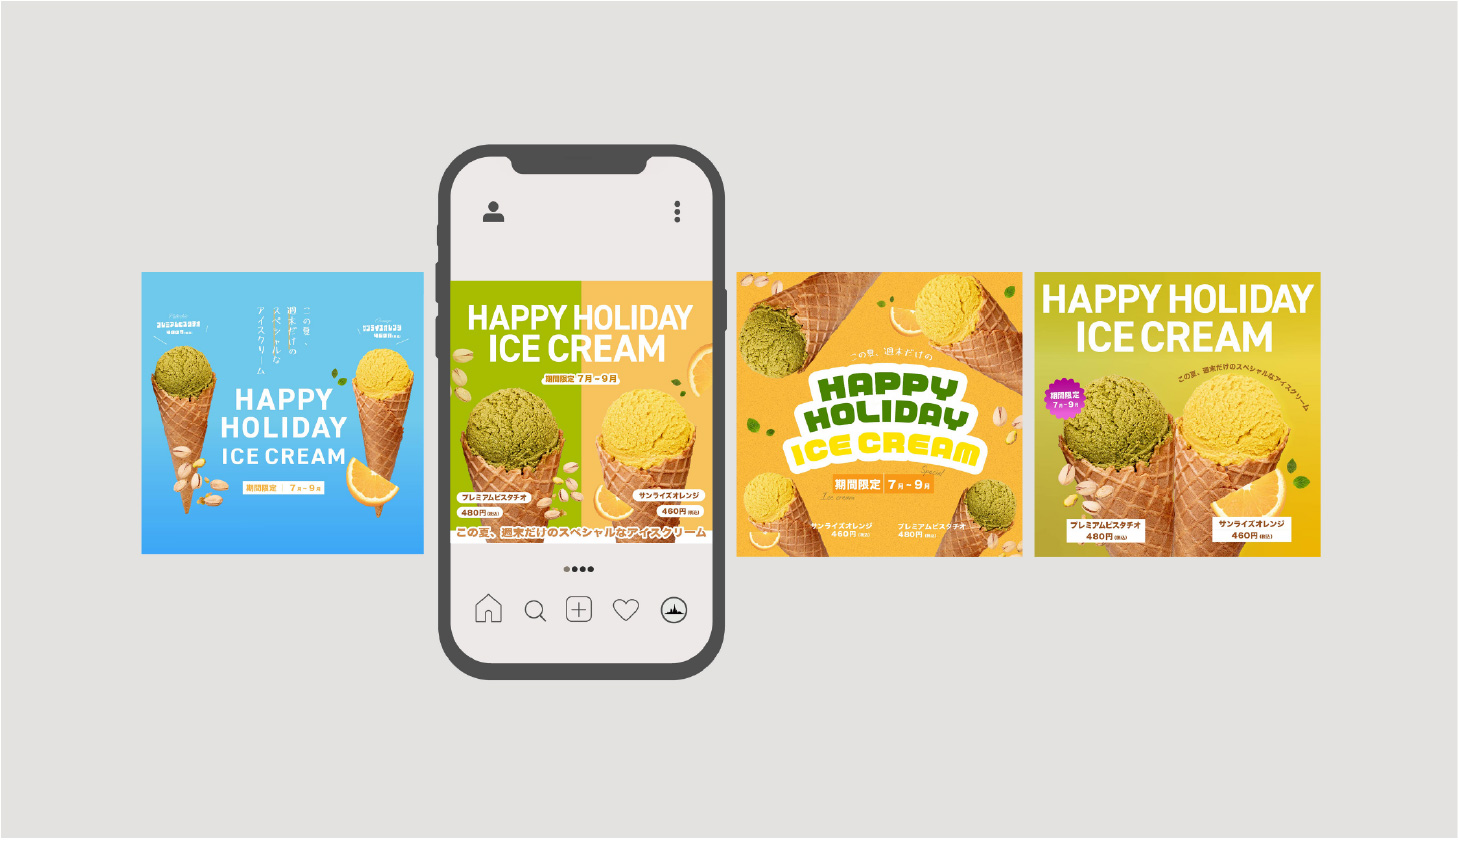 この夏、
週末だけの
スペシャルな
アイスクリーム
プレミアムピスタチオ
サンライズオレンジ
HAPPY
HOLIDAY
ICE CREAM
期間限定 7月-9月
HAPPY HOLIDAY
ICE CREAM
期間限定 7月-9月
プレミアムピスタチオ
480円(税込)
サンライズオレンジ
460円(税込)
この夏、週末だけのスペシャルなアイスクリーム
この夏、週末だけの
HAPPY
HOLIDAY
ICE CREAM
Special
Ice cream
期間限定 7月-9月
サンライズオレンジ
460円(税込)
プレミアムピスタチオ
480円(税込)
HAPPY HOLIDAY
ICE CREAM
この夏、週末だけのスペシャルなアイスクリーム
期間限定
7月-9月
プレミアムピスタチオ
480円(税込)
サンライズオレンジ
460円(税込)